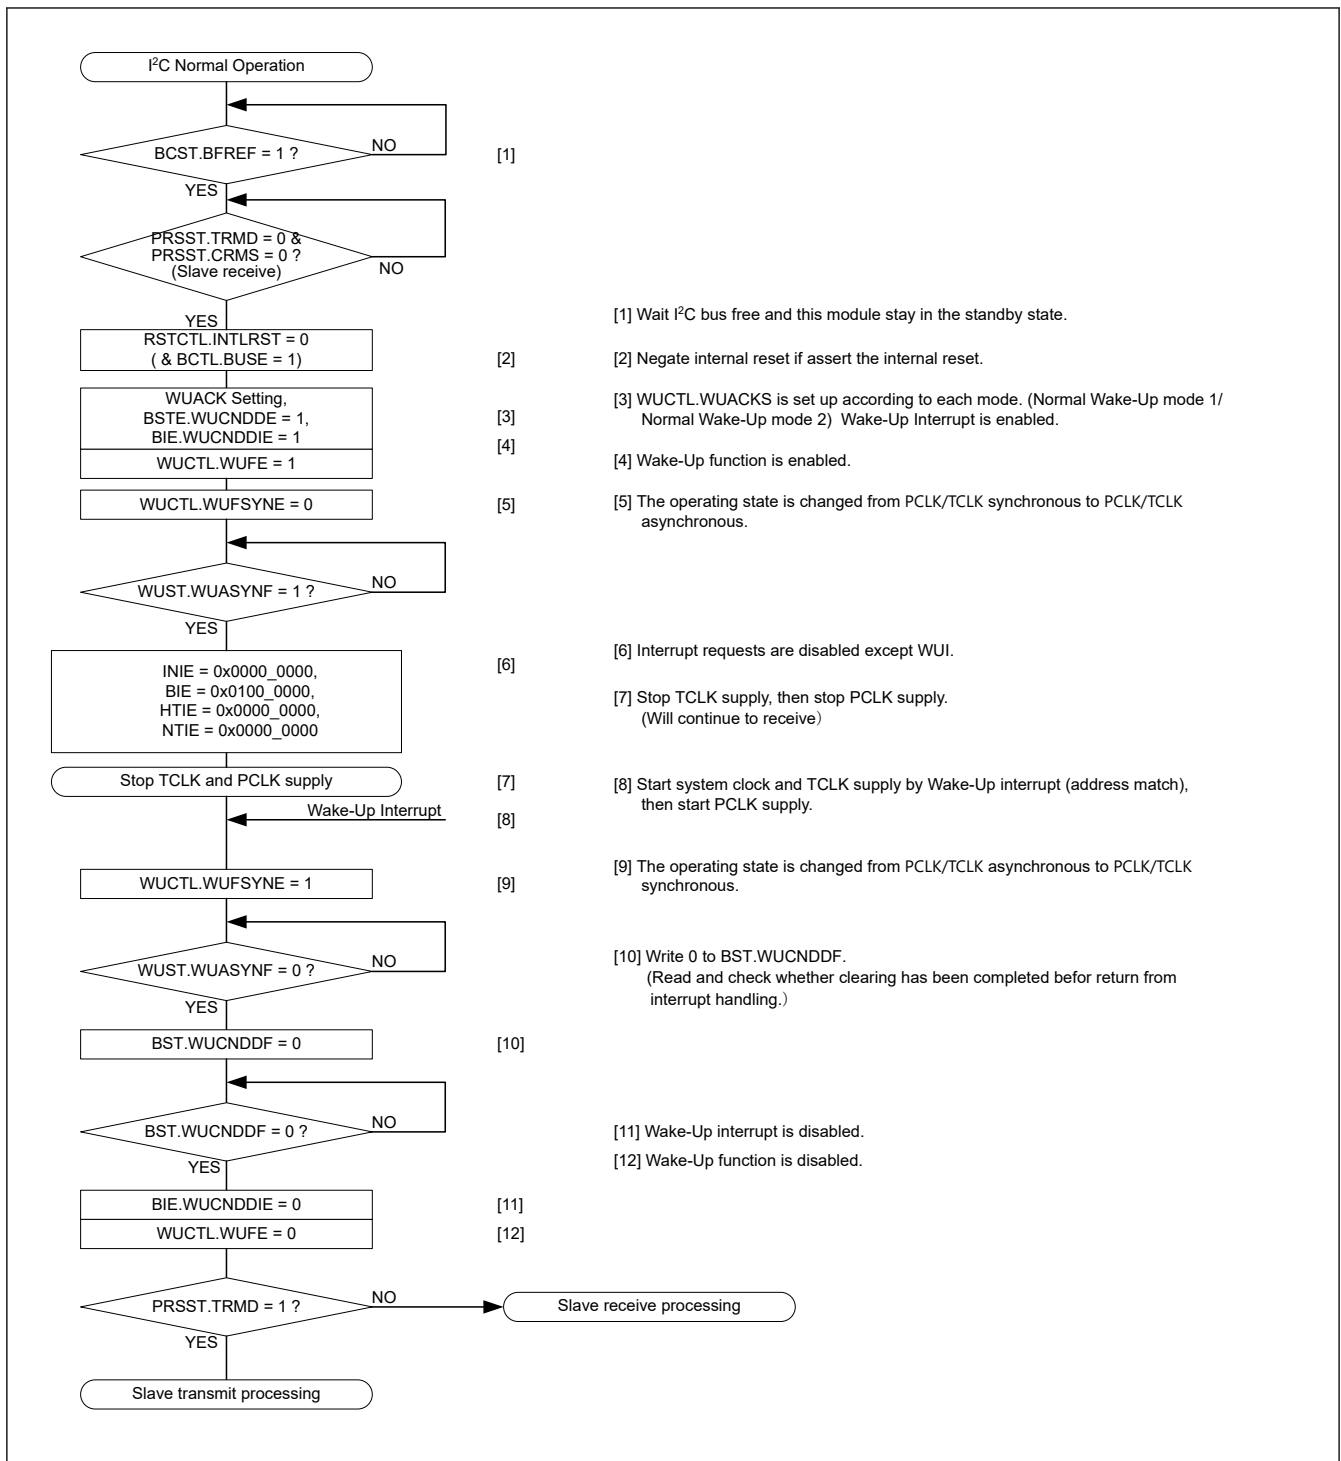 I²C Normal Operation
BCST.BFREF = 1 ?
NO
[1]
YES
PRSST.TRMD = 0 &
PRSST.CRMS = 0 ?
(Slave receive)
NO
YES
RSTCTL.INTLRST = 0
( & BCTL.BUSE = 1)
[2]
WUACK Setting,
BSTE.WUCNDDE = 1,
BIE.WUCNDDIE = 1
[3]
[4]
WUCTL.WUFE = 1
WUCTL.WUFSYNE = 0
[5]
WUST.WUASYNF = 1 ?
NO
YES
INIE = 0x0000_0000,
BIE = 0x0100_0000,
HTIE = 0x0000_0000,
NTIE = 0x0000_0000
[6]
Stop TCLK and PCLK supply
[7]
Wake-Up Interrupt
[8]
WUCTL.WUFSYNE = 1
[9]
WUST.WUASYNF = 0 ?
NO
YES
BST.WUCNDDF = 0
[10]
BST.WUCNDDF = 0 ?
NO
YES
BIE.WUCNDDIE = 0
[11]
WUCTL.WUFE = 0
[12]
PRSST.TRMD = 1 ?
NO
Slave receive processing
YES
Slave transmit processing
[1] Wait I²C bus free and this module stay in the standby state.
[2] Negate internal reset if assert the internal reset.
[3] WUCTL.WUACKS is set up according to each mode. (Normal Wake-Up mode 1/
Normal Wake-Up mode 2)  Wake-Up Interrupt is enabled.
[4] Wake-Up function is enabled.
[5] The operating state is changed from PCLK/TCLK synchronous to PCLK/TCLK
asynchronous.
[6] Interrupt requests are disabled except WUI.
[7] Stop TCLK supply, then stop PCLK supply.
(Will continue to receive）
[8] Start system clock and TCLK supply by Wake-Up interrupt (address match),
then start PCLK supply.
[9] The operating state is changed from PCLK/TCLK asynchronous to PCLK/TCLK
synchronous.
[10] Write 0 to BST.WUCNDDF.
(Read and check whether clearing has been completed befor return from
interrupt handling.）
[11] Wake-Up interrupt is disabled.
[12] Wake-Up function is disabled.